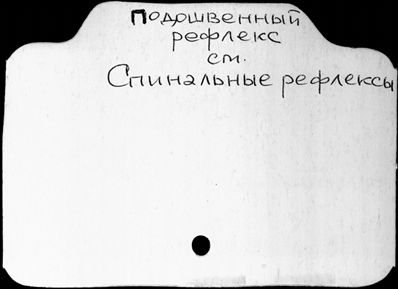 Подошвенный
рефлекс
см.
Спинальные рефлексы